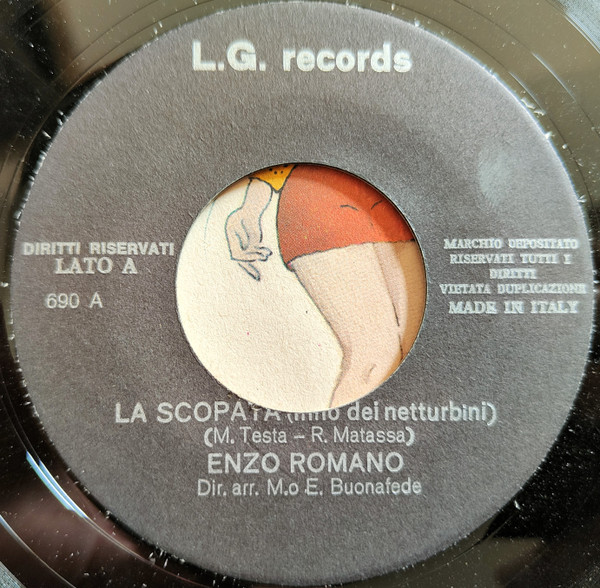 L.G. records
DIRITTI RISERVATI
LATO A
690 A
MARCHIO DEPOSITATO
RISERVATI TUTTI I
DIRITTI
VIETATA DUPLICAZIONE
MADE IN ITALY
LA SCOPATA (Inno dei netturbini)
(M. Testa – R. Matassa)
ENZO ROMANO
Dir. arr. M.o E. Buonafede